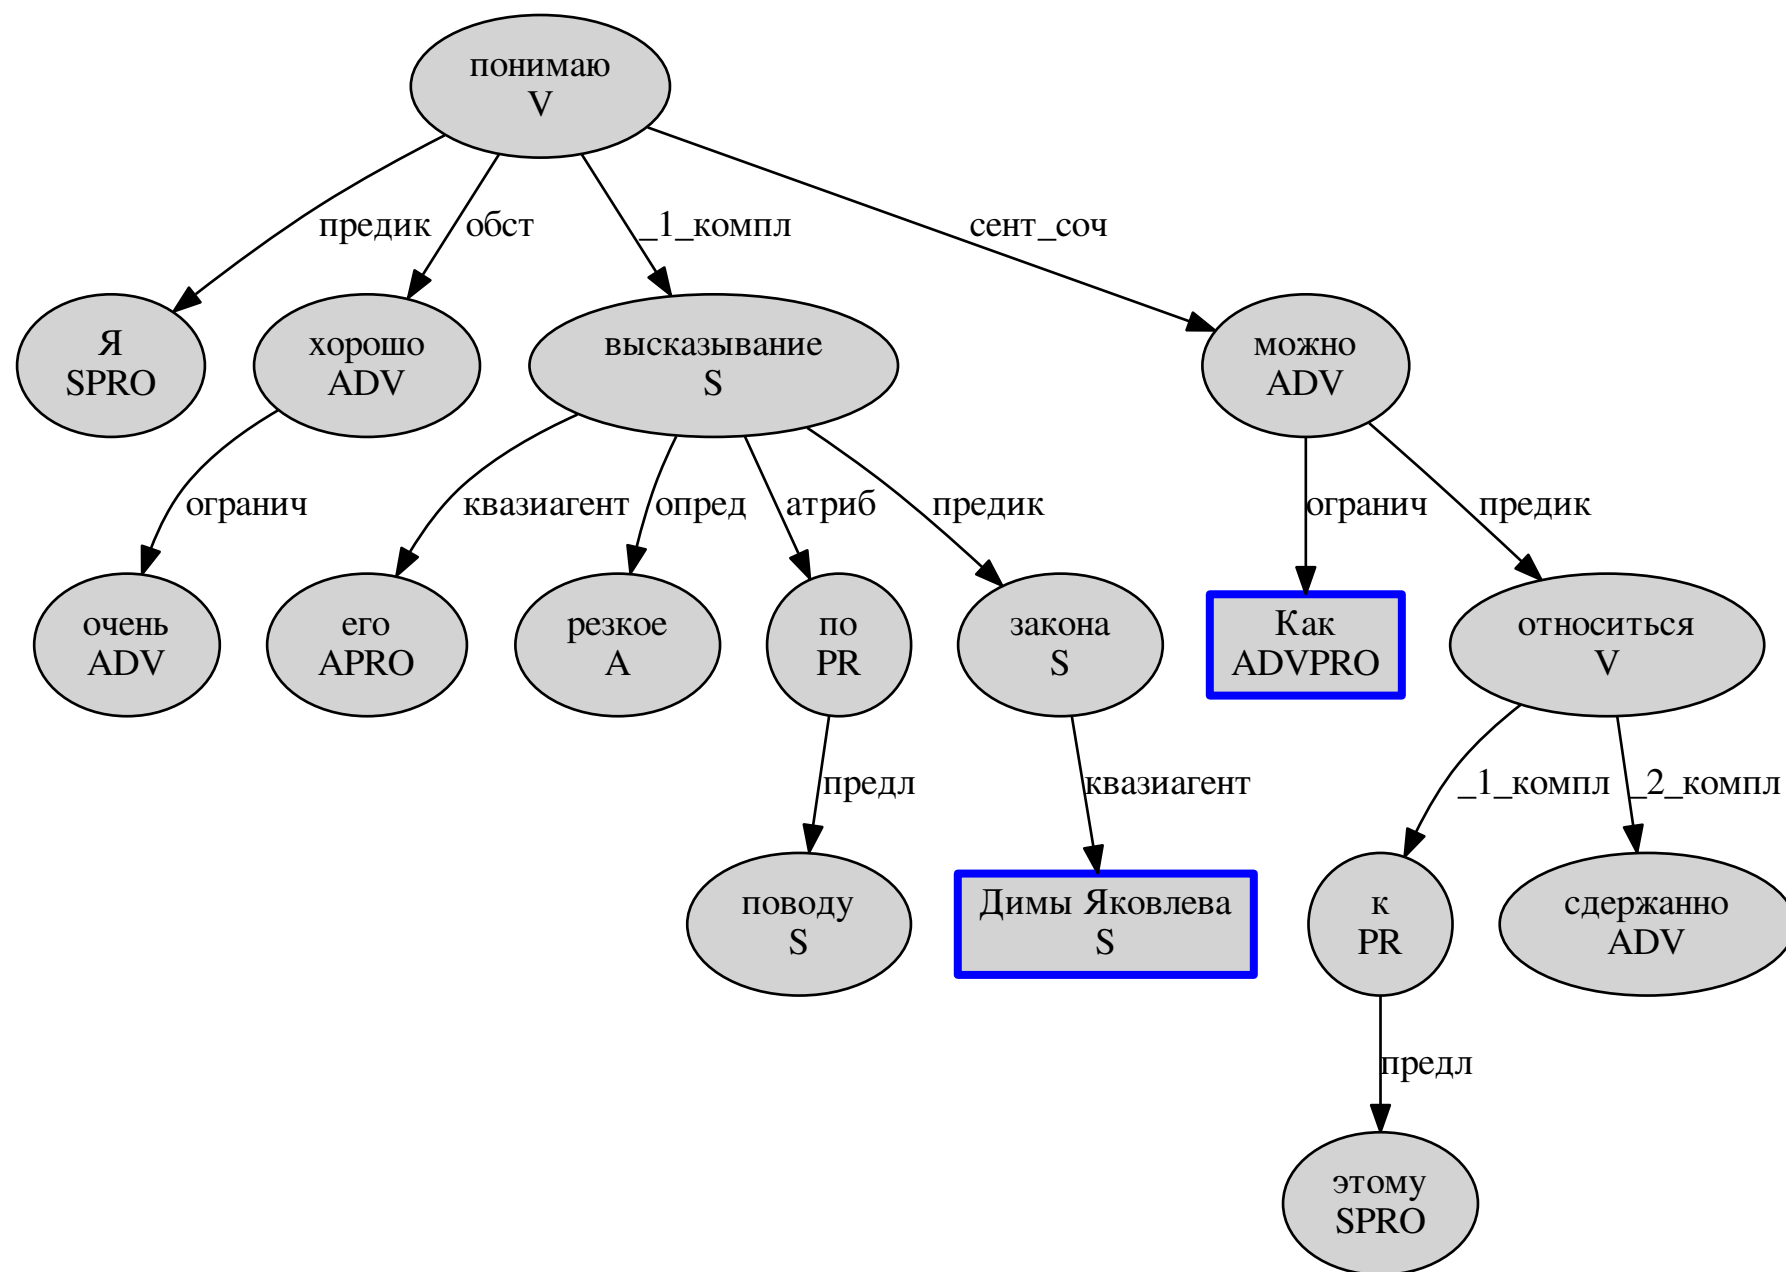 понимаю
V
предик
обст
_1_компл
сент_соч
Я
SPRO
хорошо
ADV
высказывание
S
можно
ADV
огранич
квазиагент
опред
атриб
предик
огранич
предик
очень
ADV
его
APRO
резкое
A
по
PR
закона
S
Как
ADVPRO
относиться
V
предл
квазиагент
_1_компл
_2_компл
поводу
S
Димы Яковлева
S
к
PR
сдержанно
ADV
предл
этому
SPRO